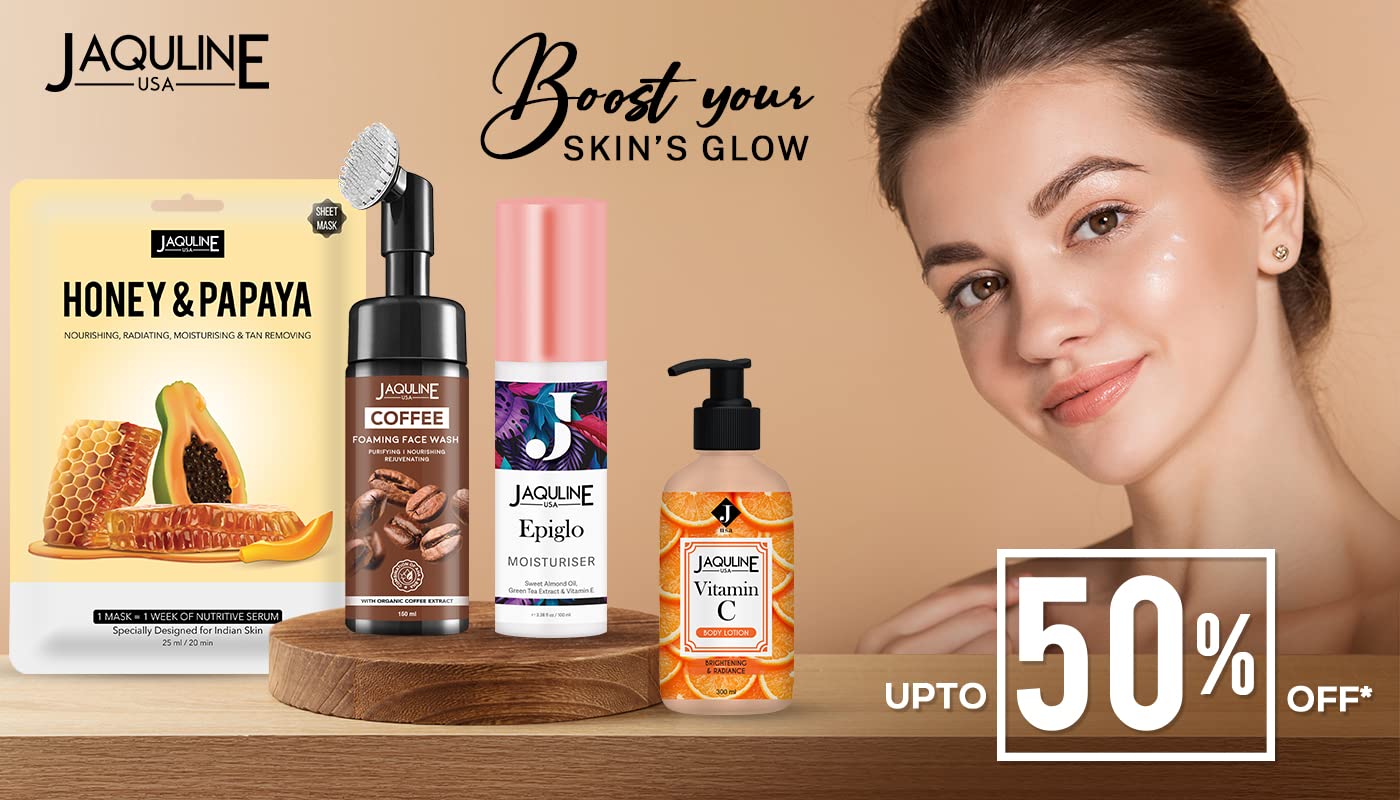 JAQULINE
USA
Boost your
SKIN'S GLOW
SHEET
MASK
JAQULINE
USA
HONEY & PAPAYA
NOURISHING, RADIATING, MOISTURISING & TAN REMOVING
1 MASK = 1 WEEK OF NUTRITIVE SERUM
Specially Designed for Indian Skin
25 ml / 20 min
JAQULINE
USA
COFFEE
FOAMING FACE WASH
PURIFYING | NOURISHING
REJUVENATING
WITH ORGANIC COFFEE EXTRACT
150 ml
J
JAQULINE
USA
Epiglo
MOISTURISER
Sweet Almond Oil,
Green Tea Extract & Vitamin E
J
usa
JAQULINE
USA
Vitamin
C
BODY LOTION
BRIGHTENING
& RADIANCE
300 ml
UPTO 50% OFF*